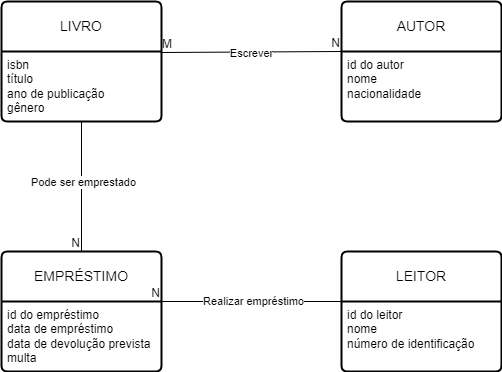 LIVRO
isbn
título
ano de publicação
gênero
M
Escrever
N
AUTOR
id do autor
nome
nacionalidade
Pode ser emprestado
N
EMPRÉSTIMO
id do empréstimo
data de empréstimo
data de devolução prevista
multa
N
Realizar empréstimo
LEITOR
id do leitor
nome
número de identificação